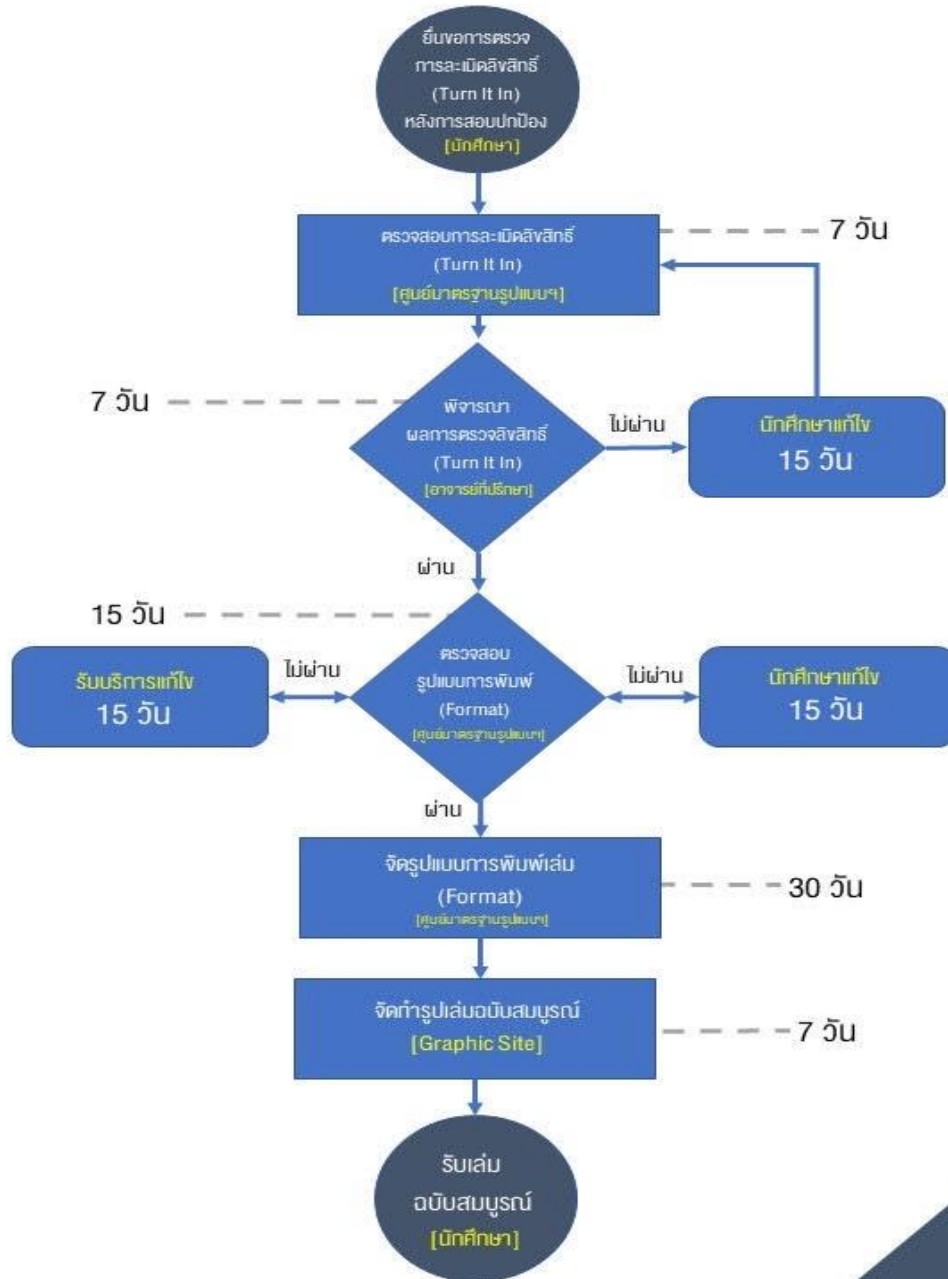 ยื่นขอการตรวจ
การละเมิดลิขสิทธิ์
(Turn It In)
หลังการสอบปกป้อง
[นักศึกษา]
ตรวจสอบการละเมิดลิขสิทธิ์
(Turn It In)
[ศูนย์มาตรฐานรูปแบบฯ]
7 วัน
7 วัน
พิจารณา
ผลการตรวจลิขสิทธิ์
(Turn It In)
[อาจารย์ที่ปรึกษา]
ไม่ผ่าน
นักศึกษาแก้ไข
15 วัน
ผ่าน
15 วัน
รับบริการแก้ไข
15 วัน
ไม่ผ่าน
ตรวจสอบ
รูปแบบการพิมพ์
(Format)
[ศูนย์มาตรฐานรูปแบบฯ]
ไม่ผ่าน
นักศึกษาแก้ไข
15 วัน
ผ่าน
จัดรูปแบบการพิมพ์เล่ม
(Format)
[ศูนย์มาตรฐานรูปแบบฯ]
30 วัน
จัดทำรูปเล่มฉบับสมบูรณ์
[Graphic Site]
7 วัน
รับเล่ม
ฉบับสมบูรณ์
[นักศึกษา]